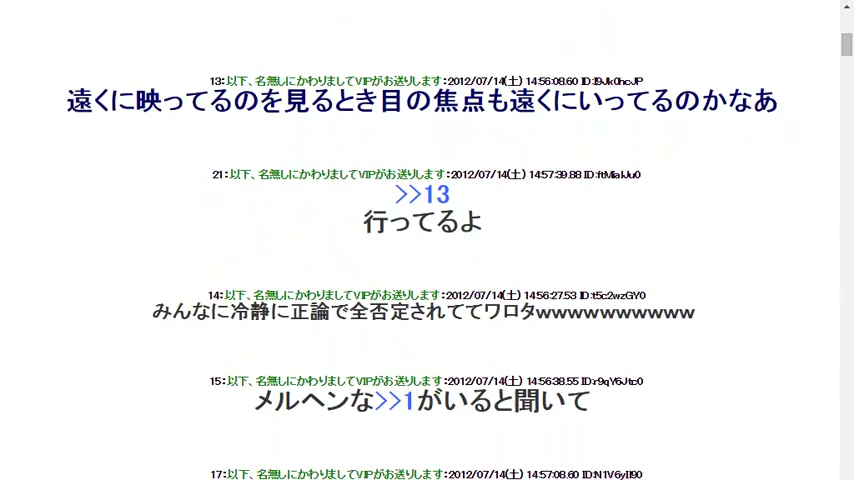 13：以下、名無しにかわりましてVIPがお送りします：2012/07/14(土) 14:56:08.60 ID:l9Jk0hcJP
遠くに映ってるのを見るとき目の焦点も遠くにいってるのかなあ
21：以下、名無しにかわりましてVIPがお送りします：2012/07/14(土) 14:57:39.88 ID:ftMiakJu0
>>13
行ってるよ
14：以下、名無しにかわりましてVIPがお送りします：2012/07/14(土) 14:56:27.53 ID:t5c2wzGY0
みんなに冷静に正論で全否定されててワロタwwwwwwwwww
15：以下、名無しにかわりましてVIPがお送りします：2012/07/14(土) 14:56:38.55 ID:r9qY6Jtc0
メルヘンな>>1がいると聞いて
17：以下、名無しにかわりましてVIPがお送りします：2012/07/14(土) 14:57:08.60 ID:N1V6yII90